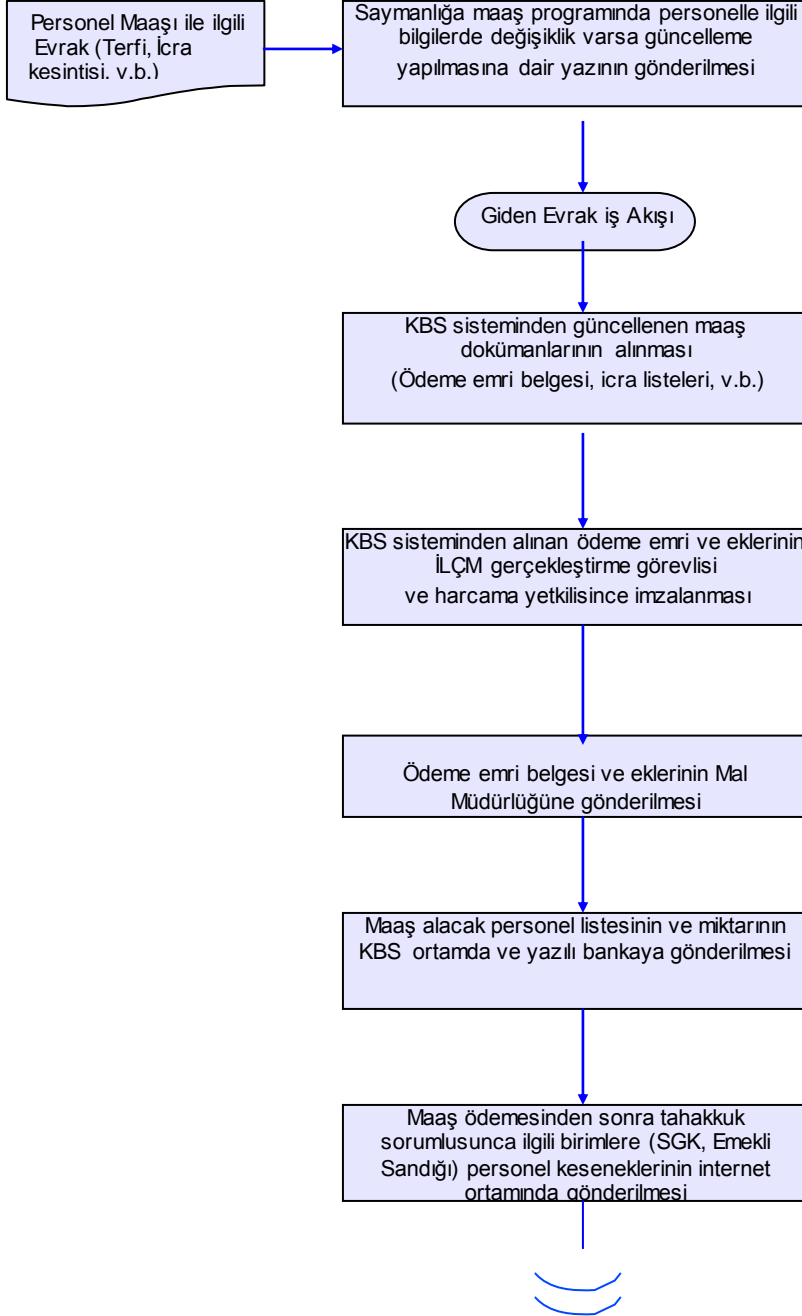 Personel Maaşı ile ilgili
Evrak (Terfi, İcra
kesintisi. v.b.)
Saymanlığa maaş programında personelle ilgili
bilgilerde değişiklik varsa güncelleme
yapılmasına dair yazının gönderilmesi
Giden Evrak iş Akışı
KBS sisteminden güncellenen maaş
dokümanlarının alınması
(Ödeme emri belgesi, icra listeleri, v.b.)
KBS sisteminden alınan ödeme emri ve eklerinin
İLÇM gerçekleştirme görevlisi
ve harcama yetkilisince imzalanması
Ödeme emri belgesi ve eklerinin Mal
Müdürlüğüne gönderilmesi
Maaş alacak personel listesinin ve miktarının
KBS ortamda ve yazılı bankaya gönderilmesi
Maaş ödemesinden sonra tahakkuk
sorumlusunca ilgili birimlere (SGK, Emekli
Sandığı) personel keseneklerinin internet
ortamında gönderilmesi